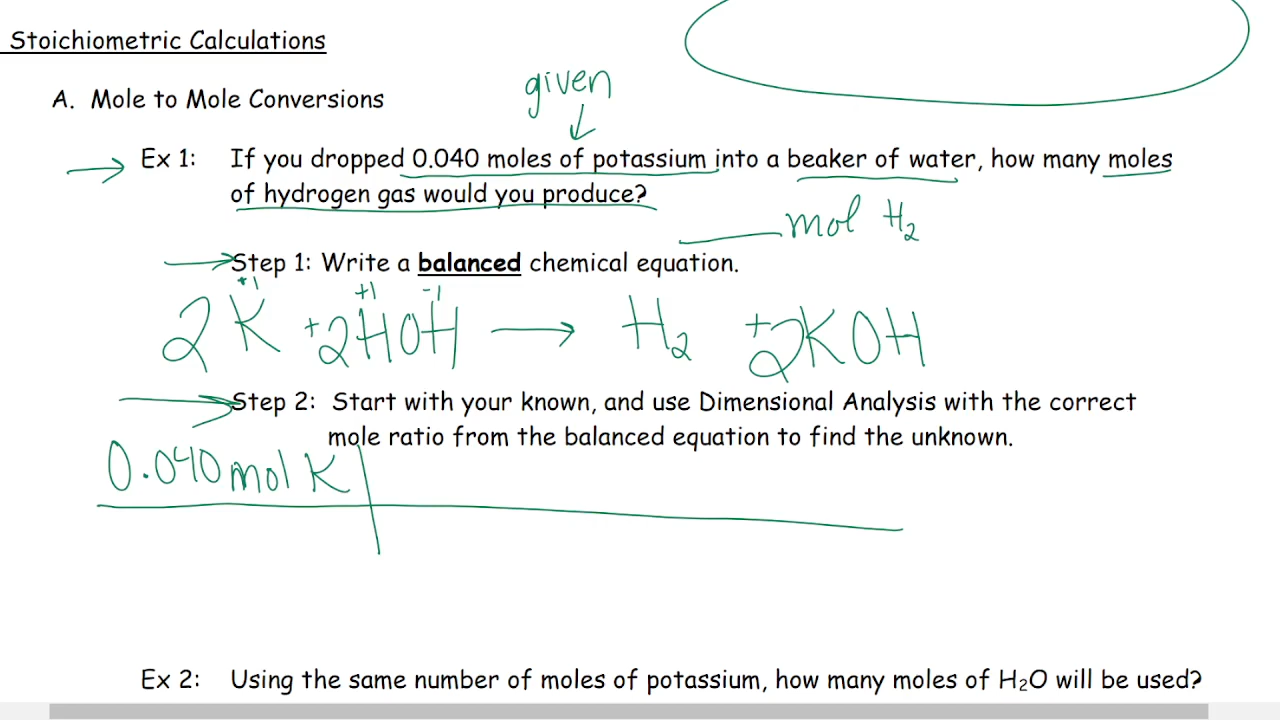 Stoichiometric Calculations
given
A. Mole to Mole Conversions
Ex 1: If you dropped 0.040 moles of potassium into a beaker of water, how many moles
of hydrogen gas would you produce?
mol H₂
Step 1: Write a balanced chemical equation.
+1 +1 -1
2K + 2HOH → H₂ + 2KOH
Step 2: Start with your known, and use Dimensional Analysis with the correct
mole ratio from the balanced equation to find the unknown.
0.040 mol K
Ex 2: Using the same number of moles of potassium, how many moles of H₂O will be used?